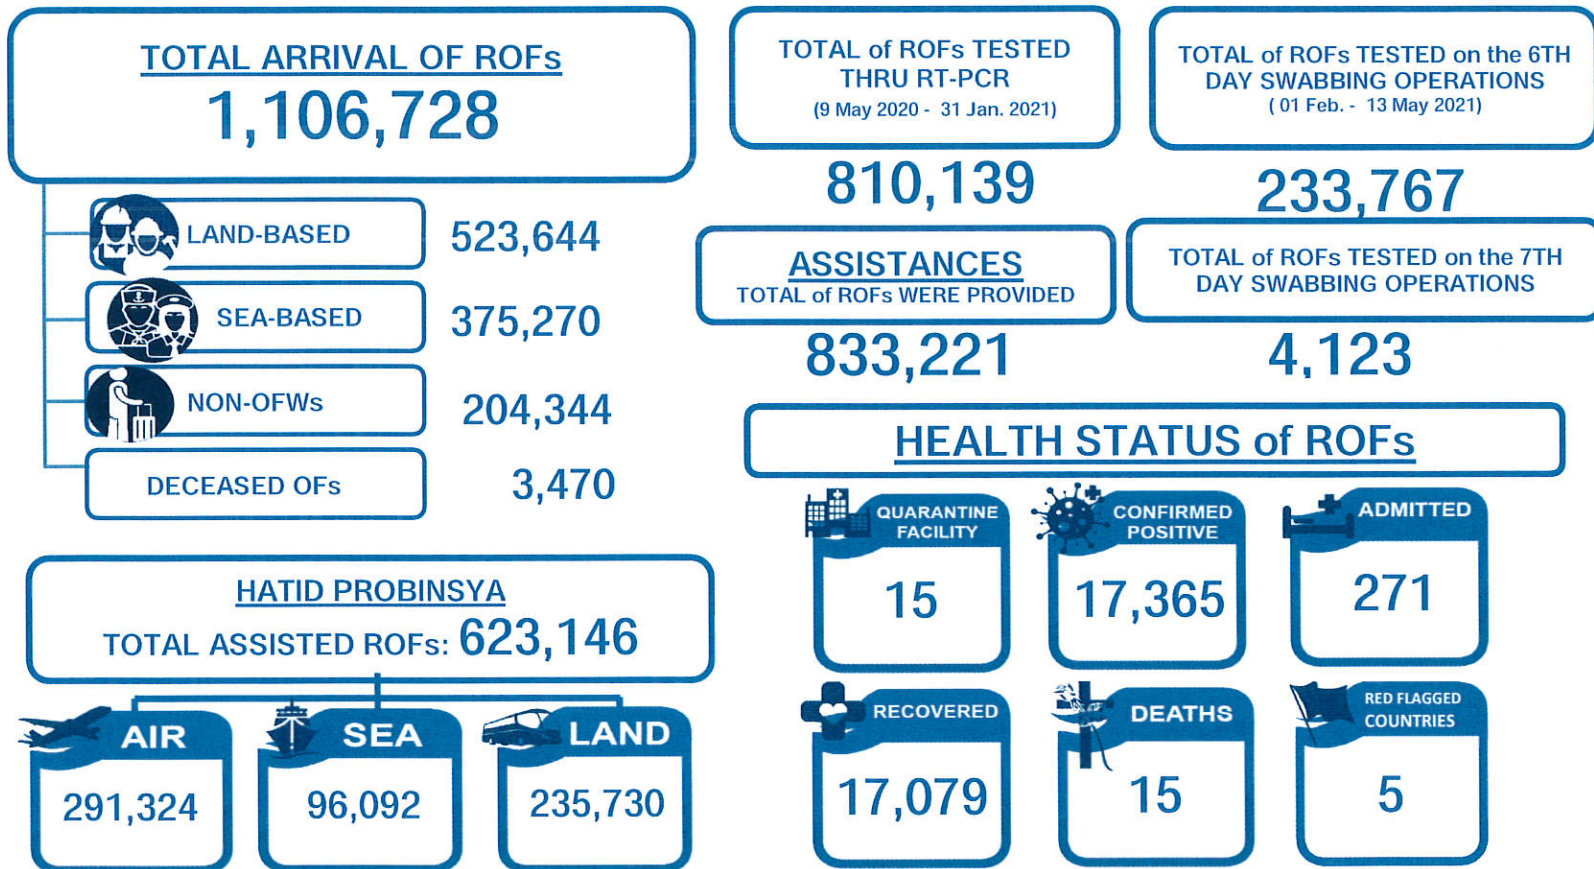 TOTAL ARRIVAL OF ROFs
1,106,728
LAND-BASED
523,644
SEA-BASED
375,270
NON-OFWs
204,344
DECEASED OFs
3,470
HATID PROBINSYA
TOTAL ASSISTED ROFs: 623,146
AIR
291,324
SEA
96,092
LAND
235,730
TOTAL of ROFs TESTED
THRU RT-PCR
(9 May 2020 - 31 Jan. 2021)
810,139
TOTAL of ROFs TESTED on the 6TH
DAY SWABBING OPERATIONS
( 01 Feb. - 13 May 2021)
233,767
ASSISTANCES
TOTAL of ROFs WERE PROVIDED
833,221
TOTAL of ROFs TESTED on the 7TH
DAY SWABBING OPERATIONS
4,123
HEALTH STATUS of ROFs
QUARANTINE
FACILITY
15
CONFIRMED
POSITIVE
17,365
ADMITTED
271
RECOVERED
17,079
DEATHS
15
RED FLAGGED
COUNTRIES
5